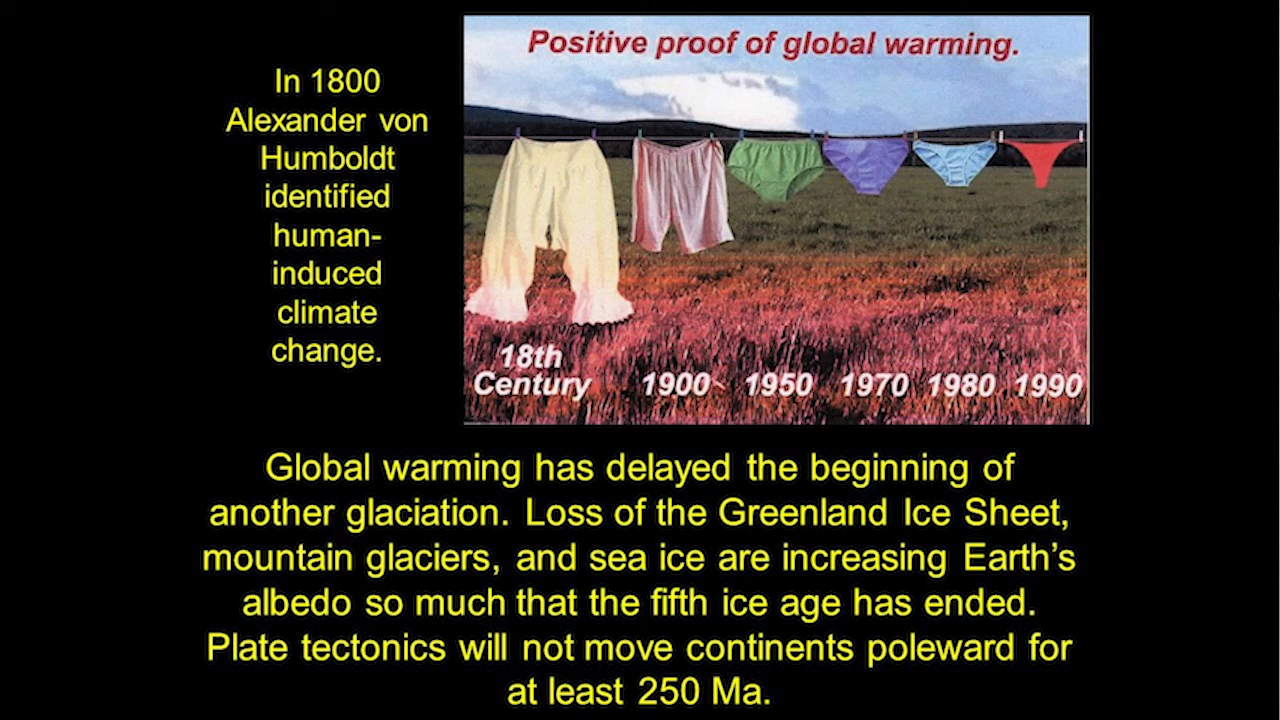 In 1800
Alexander von
Humboldt
identified
human-
induced
climate
change.
Positive proof of global warming.
18th
Century
1900
1950
1970
1980
1990
Global warming has delayed the beginning of
another glaciation. Loss of the Greenland Ice Sheet,
mountain glaciers, and sea ice are increasing Earth’s
albedo so much that the fifth ice age has ended.
Plate tectonics will not move continents poleward for
at least 250 Ma.